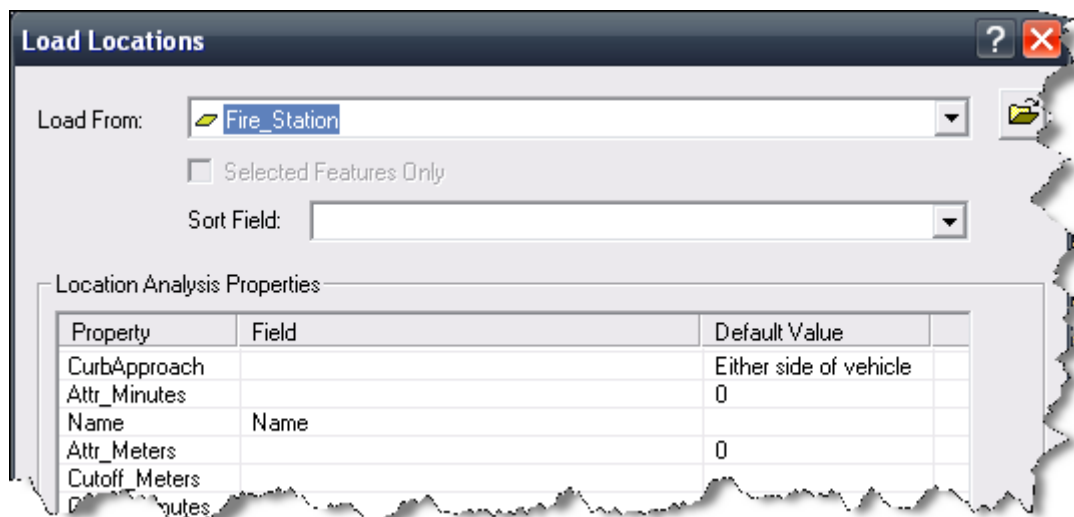 Load Locations
Load From: Fire_Station
Selected Features Only
Sort Field:
Location Analysis Properties
Property Field Default Value
CurbApproach Either side of vehicle
Attr_Minutes 0
Name Name
Attr_Meters 0
Cutoff_Meters